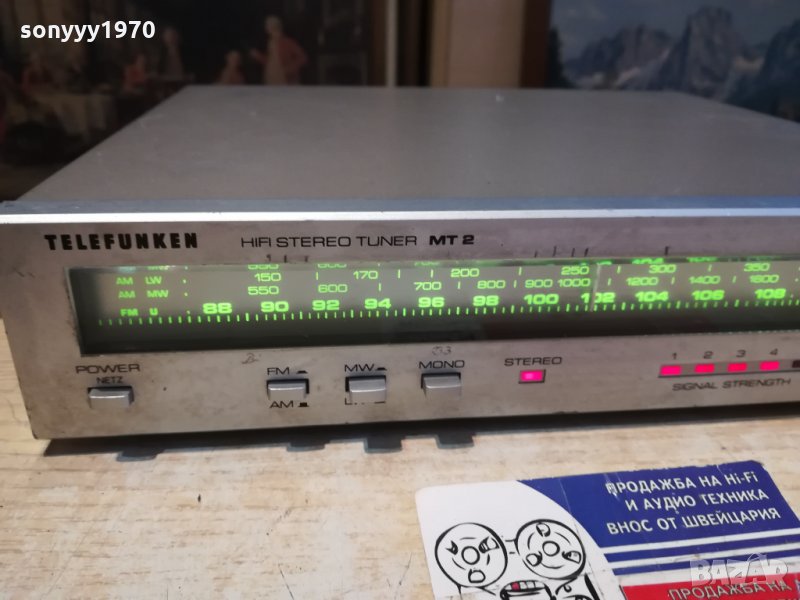 sonyyy1970
TELEFUNKEN HIFI STEREO TUNER MT 2
AM LW 150 170 200 250 300 350
AM MW 550 600 700 800 900 1000 1200 1400 1600
FM U 88 90 92 94 96 98 100 102 104 106 108
POWER
NETZ
FM
AM
MW
MONO
STEREO
1 2 3 4
SIGNAL STRENGTH
ПРОДАЖБА НА Hi-Fi
И АУДИО ТЕХНИКА
ВНОС ОТ ШВЕЙЦАРИЯ
ПРОДАЖБА НА
BAZAR